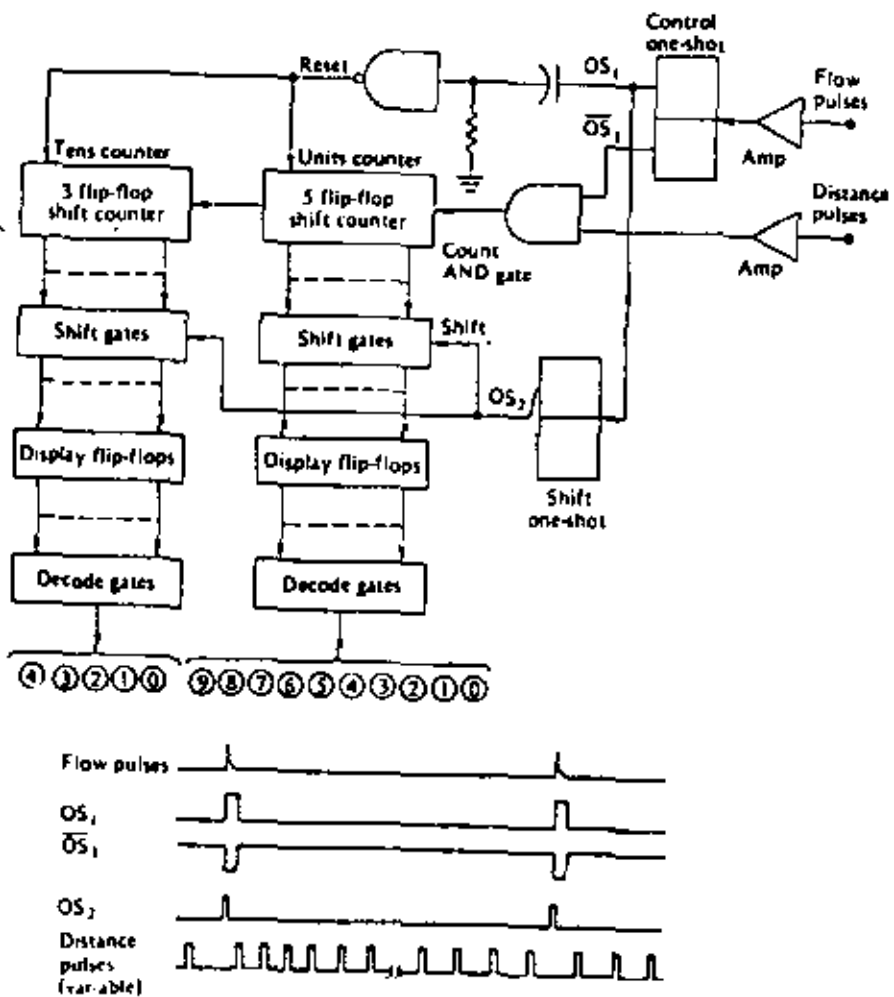 Control
one-shot
Reset
OS₁
Flow
pulses
O̅S̅₁
Amp
Tens counter
Units counter
Distance
pulses
3 flip-flop
shift counter
5 flip-flop
shift counter
Count
AND gate
Amp
Shift gates
Shift gates
Shift
OS₂
Display flip-flops
Display flip-flops
Shift
one-shot
Decode gates
Decode gates
④ ③ ② ① ⓪ ⑨ ⑧ ⑦ ⑥ ⑤ ④ ③ ② ① ⓪
Flow pulses
OS₁
O̅S̅₁
OS₂
Distance
pulses
(variable)